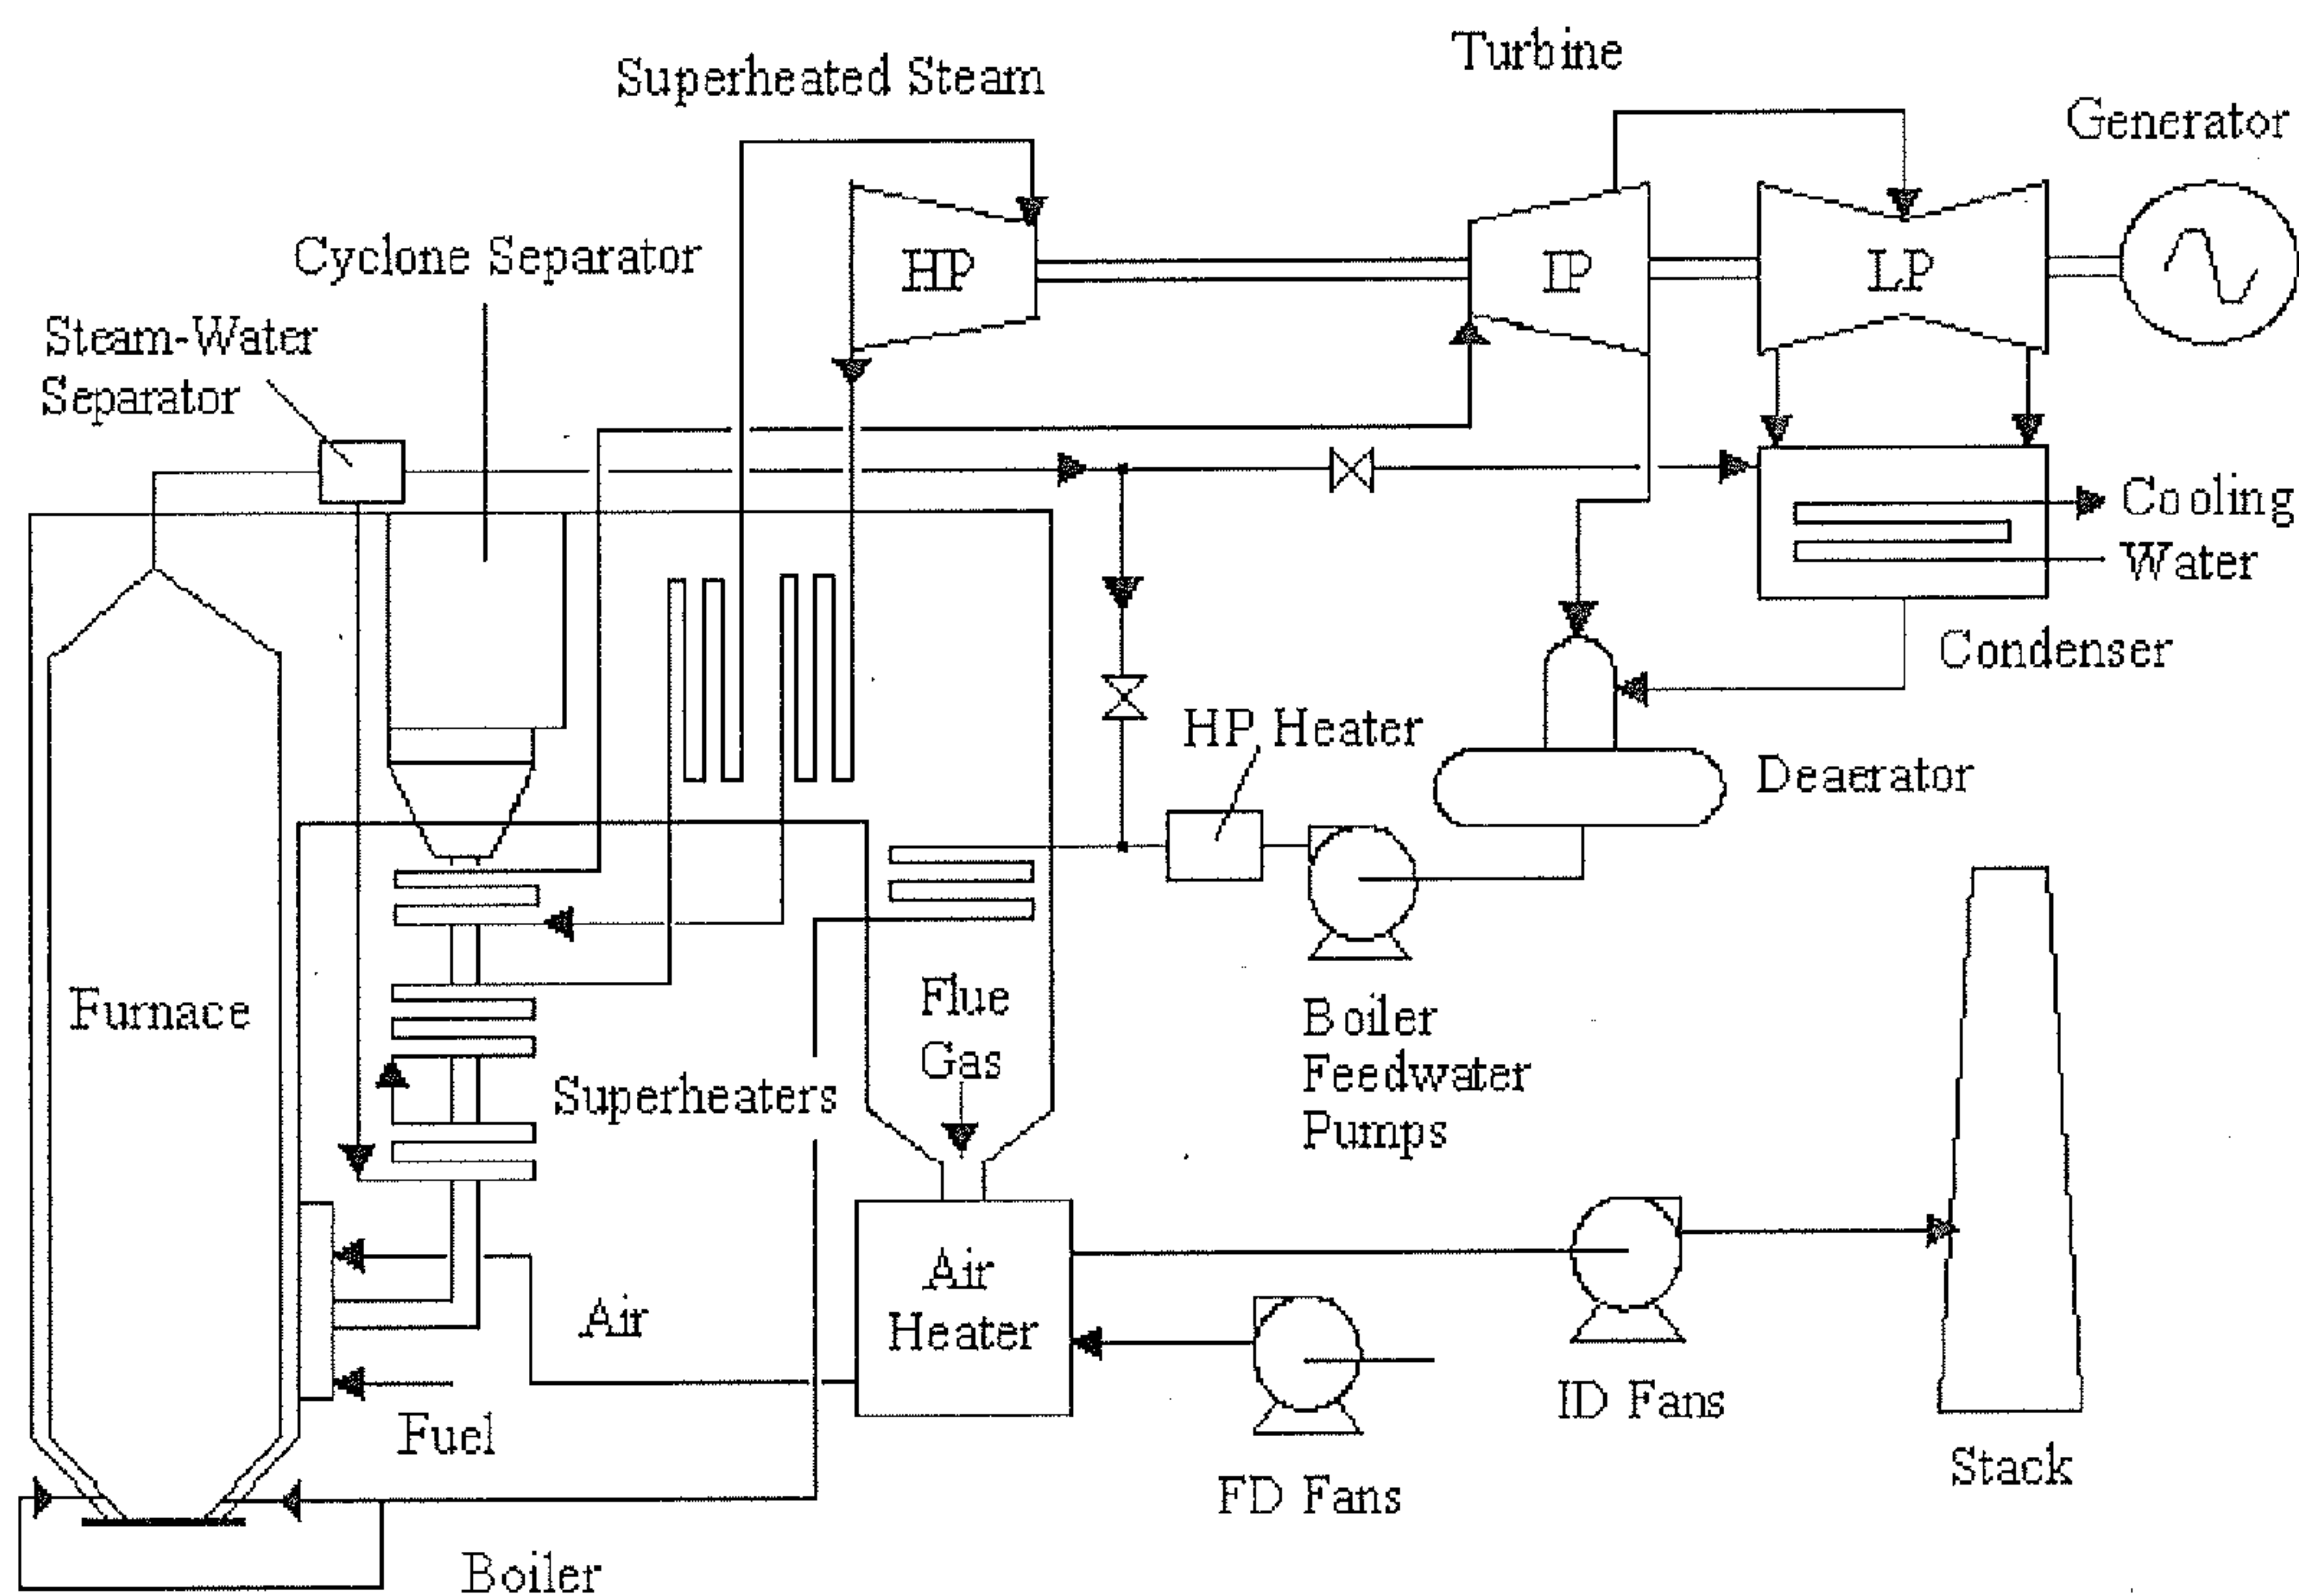 Turbine
Superheated Steam
Generator
Cyclone Separator
HP
IP
LP
Steam-Water
Separator
Cooling
Water
Condenser
HP Heater
Deaerator
Furnace
Flue
Gas
Boiler
Feedwater
Pumps
Superheaters
Air
Heater
Air
ID Fans
Fuel
Stack
FD Fans
Boiler